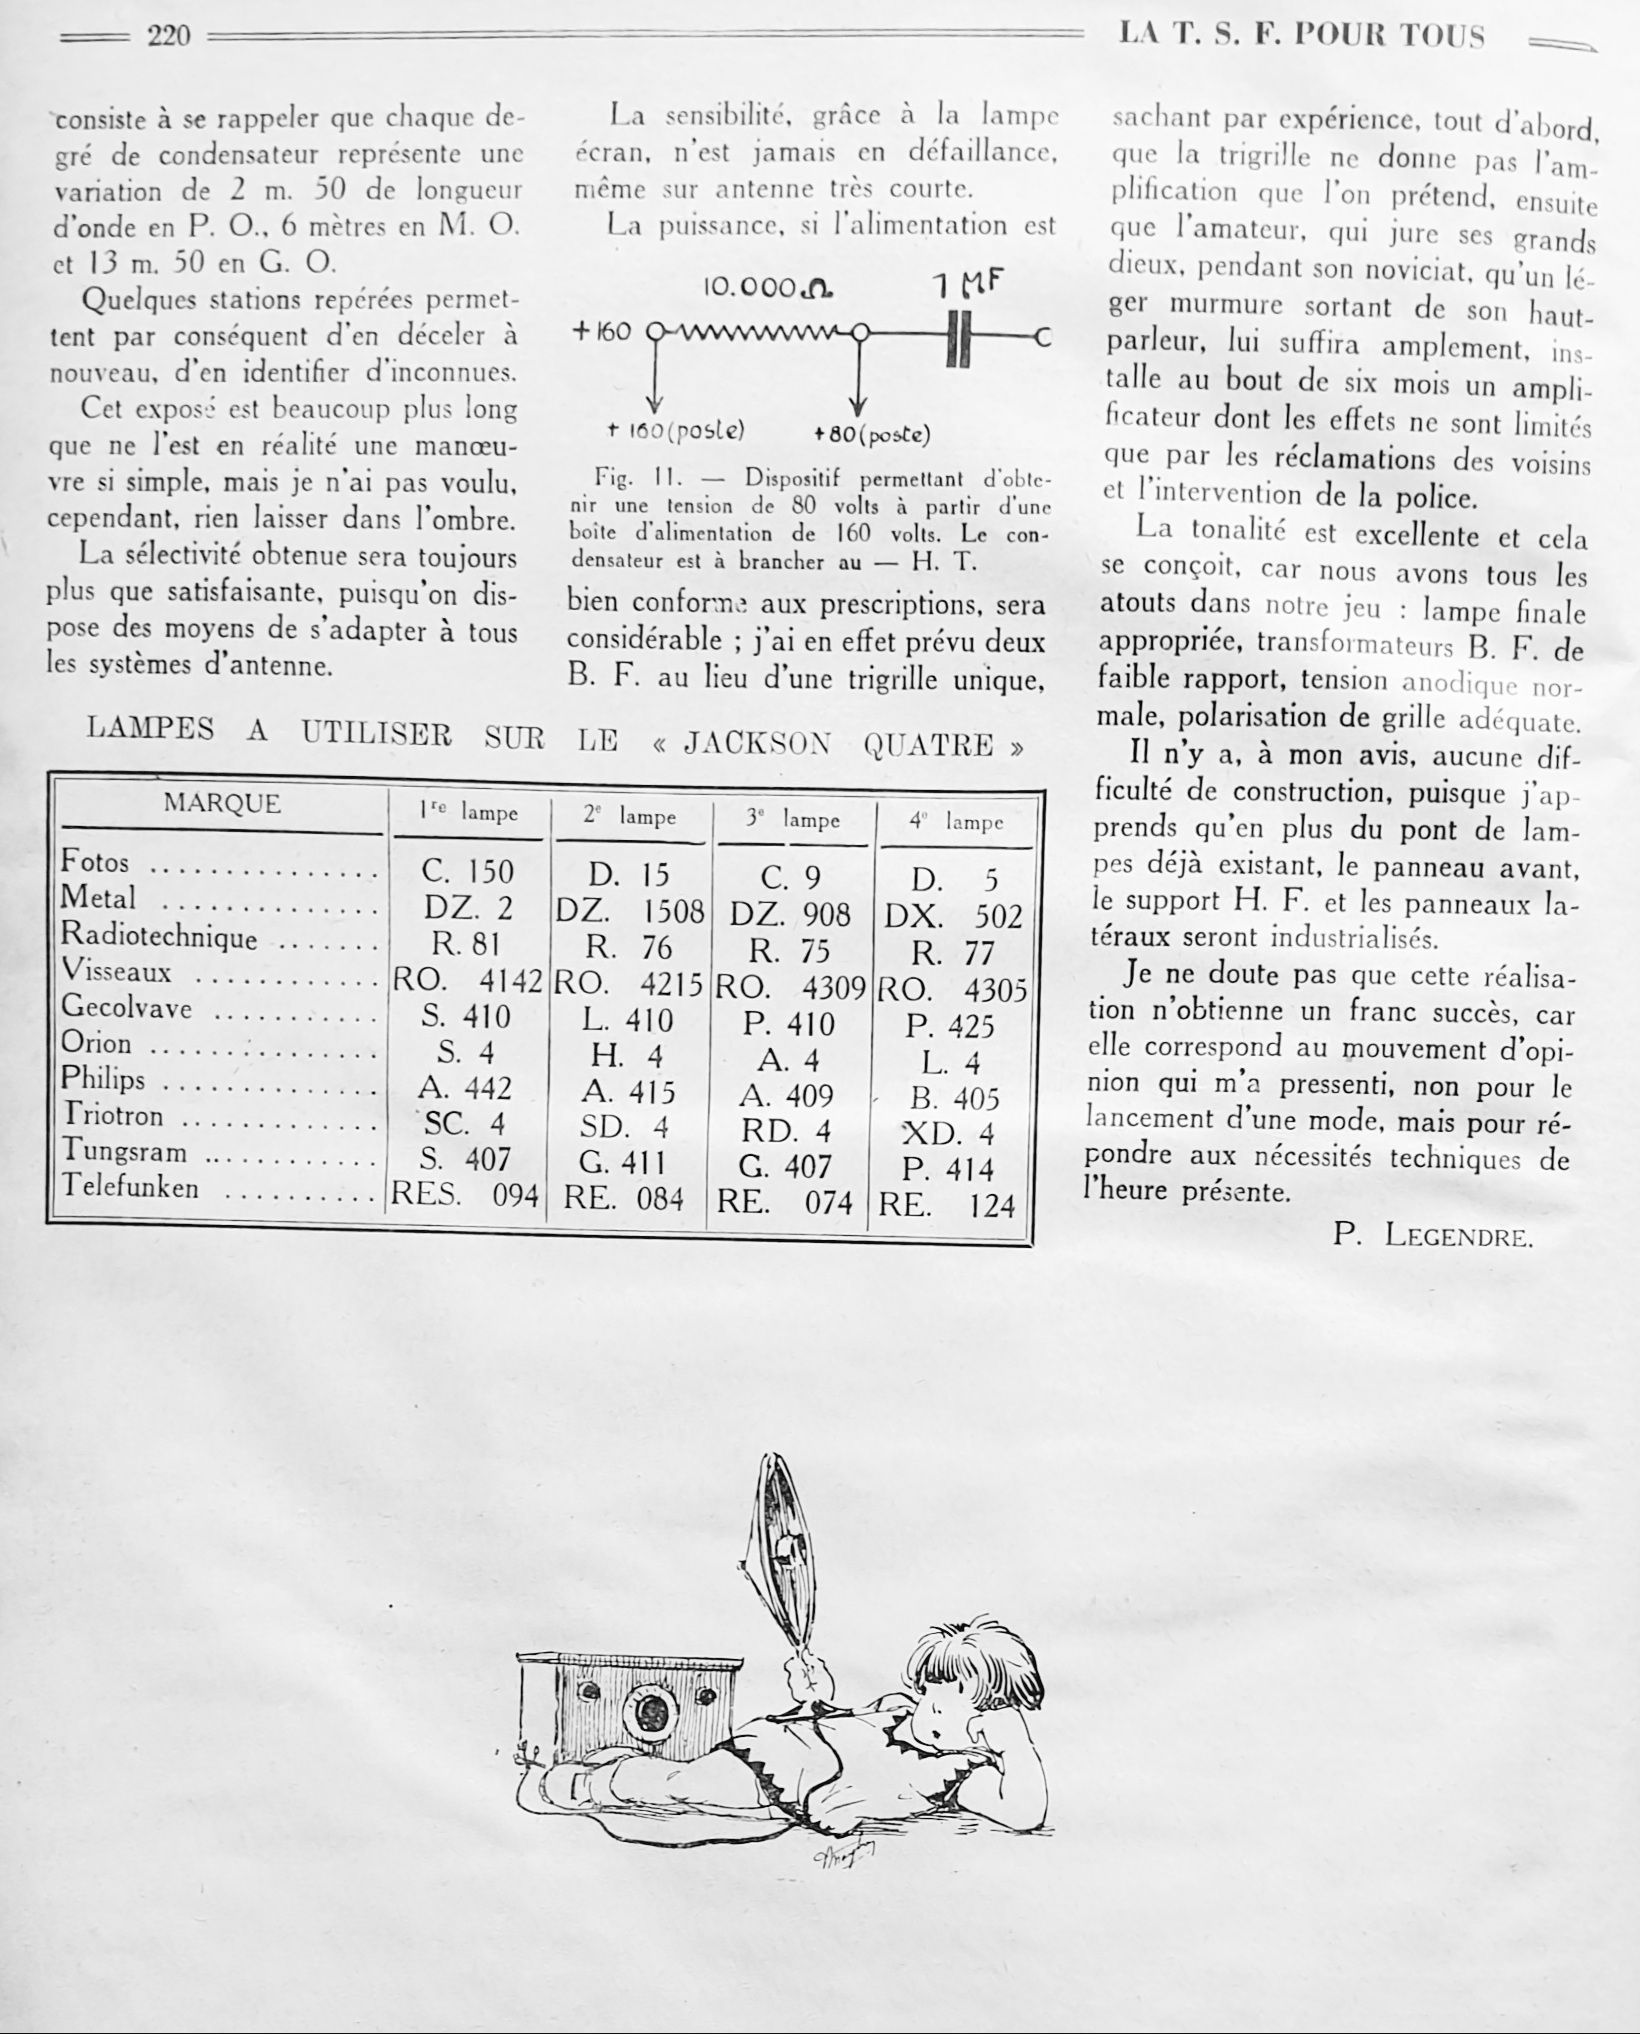 220
LA T. S. F. POUR TOUS
consiste à se rappeler que chaque de-
gré de condensateur représente une
variation de 2 m. 50 de longueur
d'onde en P. O., 6 mètres en M. O.
et 13 m. 50 en G. O.
Quelques stations repérées permet-
tent par conséquent d'en déceler à
nouveau, d'en identifier d'inconnues.
Cet exposé est beaucoup plus long
que ne l'est en réalité une manœu-
vre si simple, mais je n'ai pas voulu,
cependant, rien laisser dans l'ombre.
La sélectivité obtenue sera toujours
plus que satisfaisante, puisqu'on dis-
pose des moyens de s'adapter à tous
les systèmes d'antenne.
La sensibilité, grâce à la lampe
écran, n'est jamais en défaillance,
même sur antenne très courte.
La puissance, si l'alimentation est
10.000Ω 1 MF
+160
+ 160 (poste) +80 (poste)
Fig. 11. — Dispositif permettant d'obte-
nir une tension de 80 volts à partir d'une
boîte d'alimentation de 160 volts. Le con-
densateur est à brancher au — H. T.
bien conforme aux prescriptions, sera
considérable ; j'ai en effet prévu deux
B. F. au lieu d'une trigrille unique,
sachant par expérience, tout d'abord,
que la trigrille ne donne pas l'am-
plification que l'on prétend, ensuite
que l'amateur, qui jure ses grands
dieux, pendant son noviciat, qu'un lé-
ger murmure sortant de son haut-
parleur, lui suffira amplement, ins-
talle au bout de six mois un ampli-
ficateur dont les effets ne sont limités
que par les réclamations des voisins
et l'intervention de la police.
La tonalité est excellente et cela
se conçoit, car nous avons tous les
atouts dans notre jeu : lampe finale
appropriée, transformateurs B. F. de
faible rapport, tension anodique nor-
male, polarisation de grille adéquate.
Il n'y a, à mon avis, aucune dif-
ficulté de construction, puisque j'ap-
prends qu'en plus du pont de lam-
pes déjà existant, le panneau avant,
le support H. F. et les panneaux la-
téraux seront industrialisés.
Je ne doute pas que cette réalisa-
tion n'obtienne un franc succès, car
elle correspond au mouvement d'opi-
nion qui m'a pressenti, non pour le
lancement d'une mode, mais pour ré-
pondre aux nécessités techniques de
l'heure présente.
P. LEGENDRE.
LAMPES A UTILISER SUR LE « JACKSON QUATRE »
MARQUE 1re lampe 2e lampe 3e lampe 4e lampe
Fotos ............... C. 150 D. 15 C. 9 D. 5
Metal .............. DZ. 2 DZ. 1508 DZ. 908 DX. 502
Radiotechnique ....... R. 81 R. 76 R. 75 R. 77
Visseaux ............ RO. 4142 RO. 4215 RO. 4309 RO. 4305
Gecolvave ........... S. 410 L. 410 P. 410 P. 425
Orion ............... S. 4 H. 4 A. 4 L. 4
Philips .............. A. 442 A. 415 A. 409 B. 405
Triotron ............. SC. 4 SD. 4 RD. 4 XD. 4
Tungsram ............ S. 407 G. 411 G. 407 P. 414
Telefunken .......... RES. 094 RE. 084 RE. 074 RE. 124